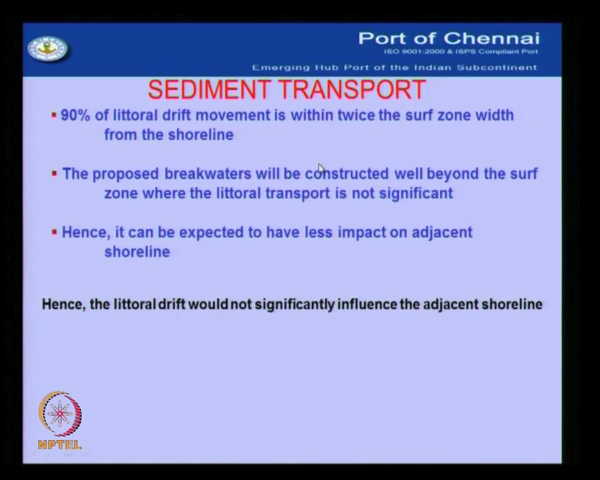 Port of Chennai
ISO 9001:2000 & ISPS Compliant Port
Emerging Hub Port of the Indian Subcontinent
SEDIMENT TRANSPORT
▪ 90% of littoral drift movement is within twice the surf zone width
from the shoreline
▪ The proposed breakwaters will be constructed well beyond the surf
zone where the littoral transport is not significant
▪ Hence, it can be expected to have less impact on adjacent
shoreline
Hence, the littoral drift would not significantly influence the adjacent shoreline
NPTEL